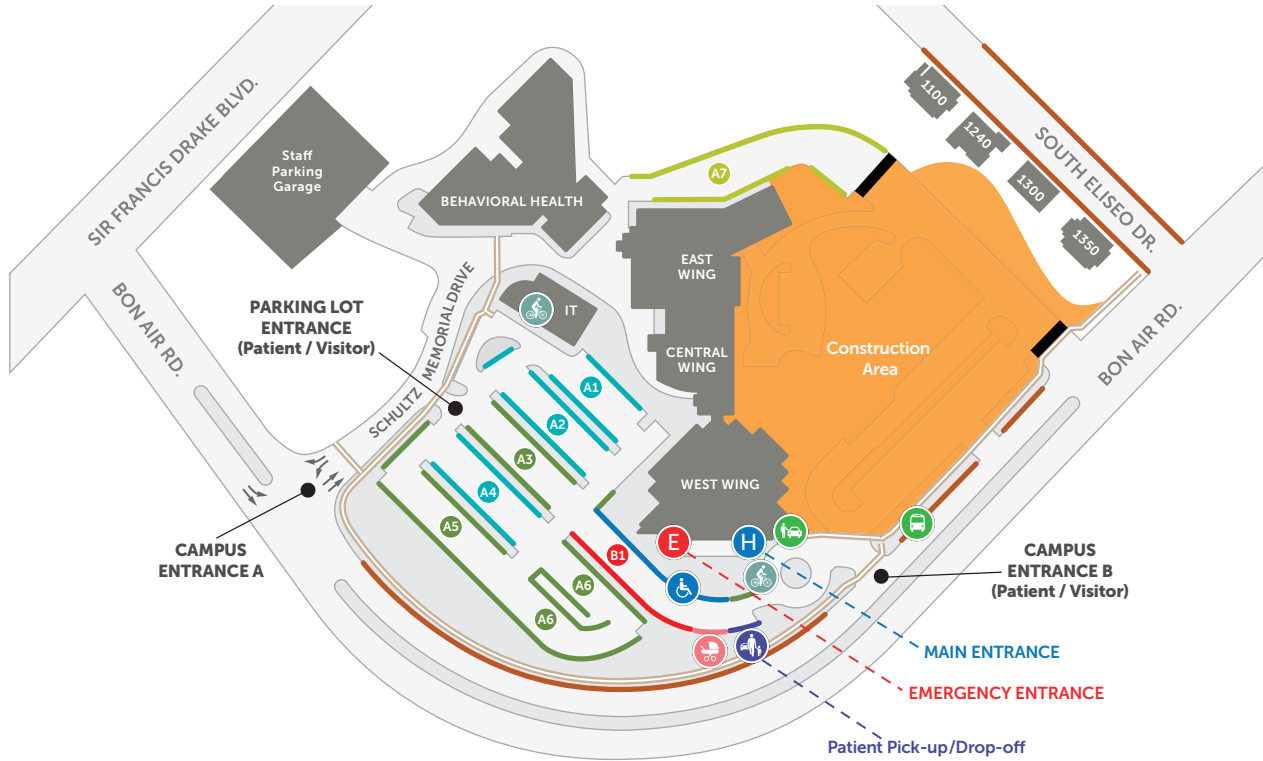 SIR FRANCIS DRAKE BLVD.
Staff
Parking
Garage
BEHAVIORAL HEALTH
A7
1100
1240
1300
1350
SOUTH ELISEO DR.
BON AIR RD.
BON AIR RD.
SCHULTZ MEMORIAL DRIVE
PARKING LOT
ENTRANCE
(Patient / Visitor)
IT
EAST
WING
CENTRAL
WING
Construction
Area
WEST WING
A1
A2
A3
A4
A5
A6
A6
B1
E
H
CAMPUS
ENTRANCE A
CAMPUS
ENTRANCE B
(Patient / Visitor)
MAIN ENTRANCE
EMERGENCY ENTRANCE
Patient Pick-up/Drop-off